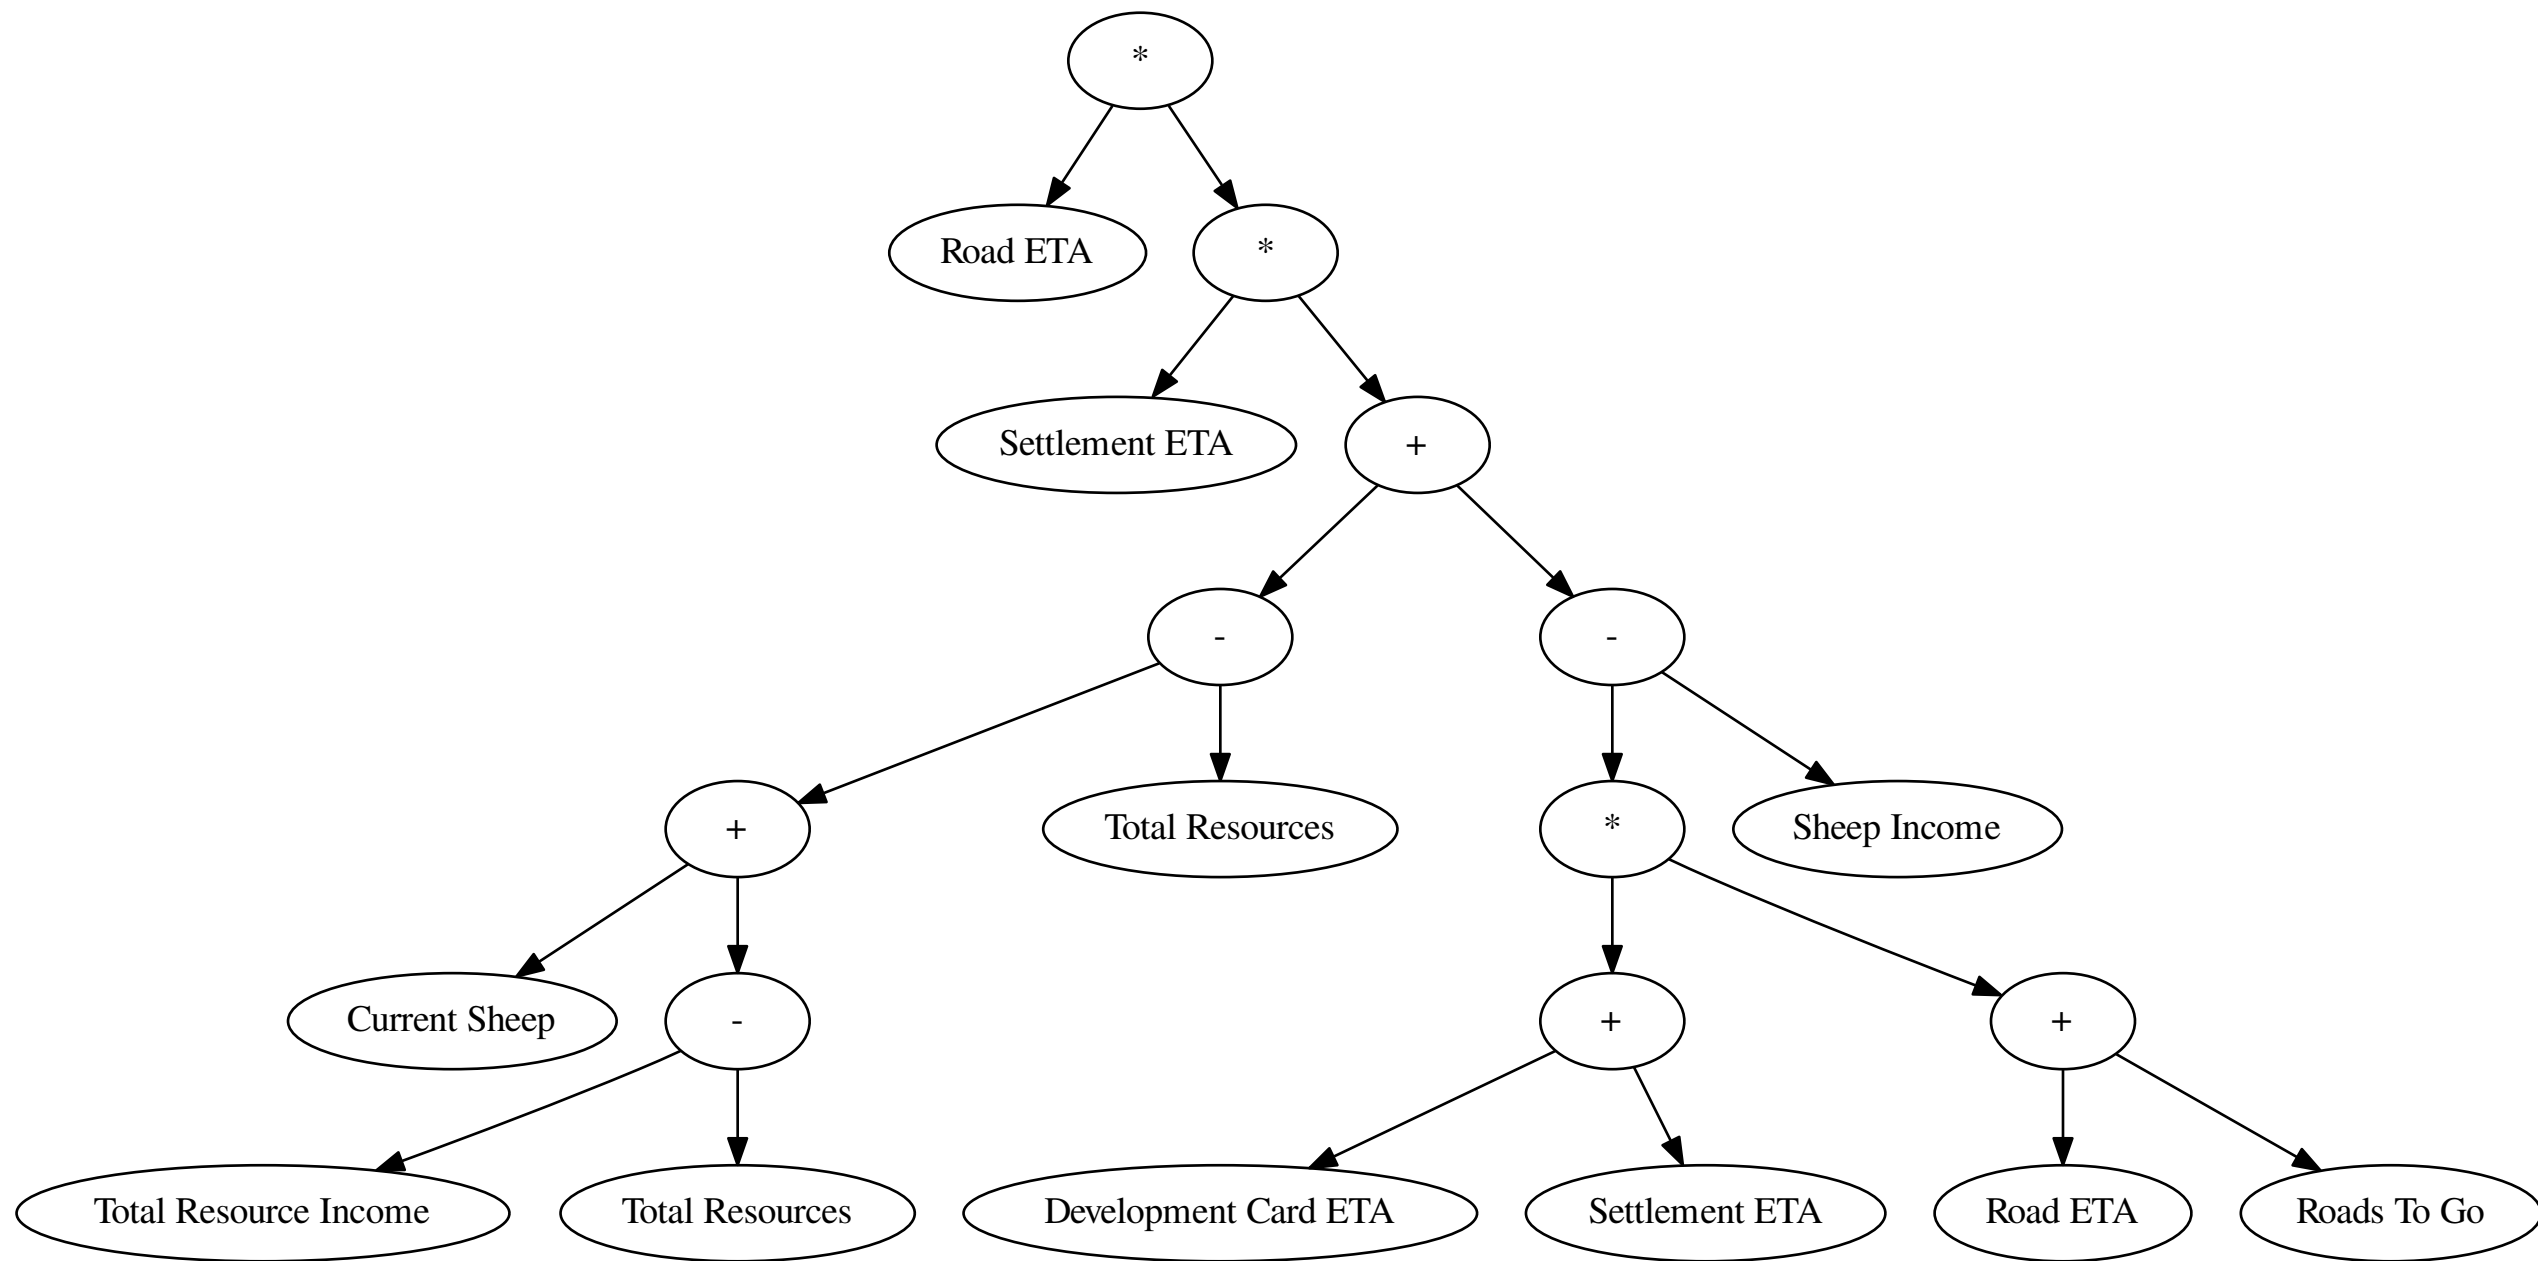 *
Road ETA
*
Settlement ETA
+
-
-
+
Total Resources
*
Sheep Income
Current Sheep
-
+
+
Total Resource Income
Total Resources
Development Card ETA
Settlement ETA
Road ETA
Roads To Go